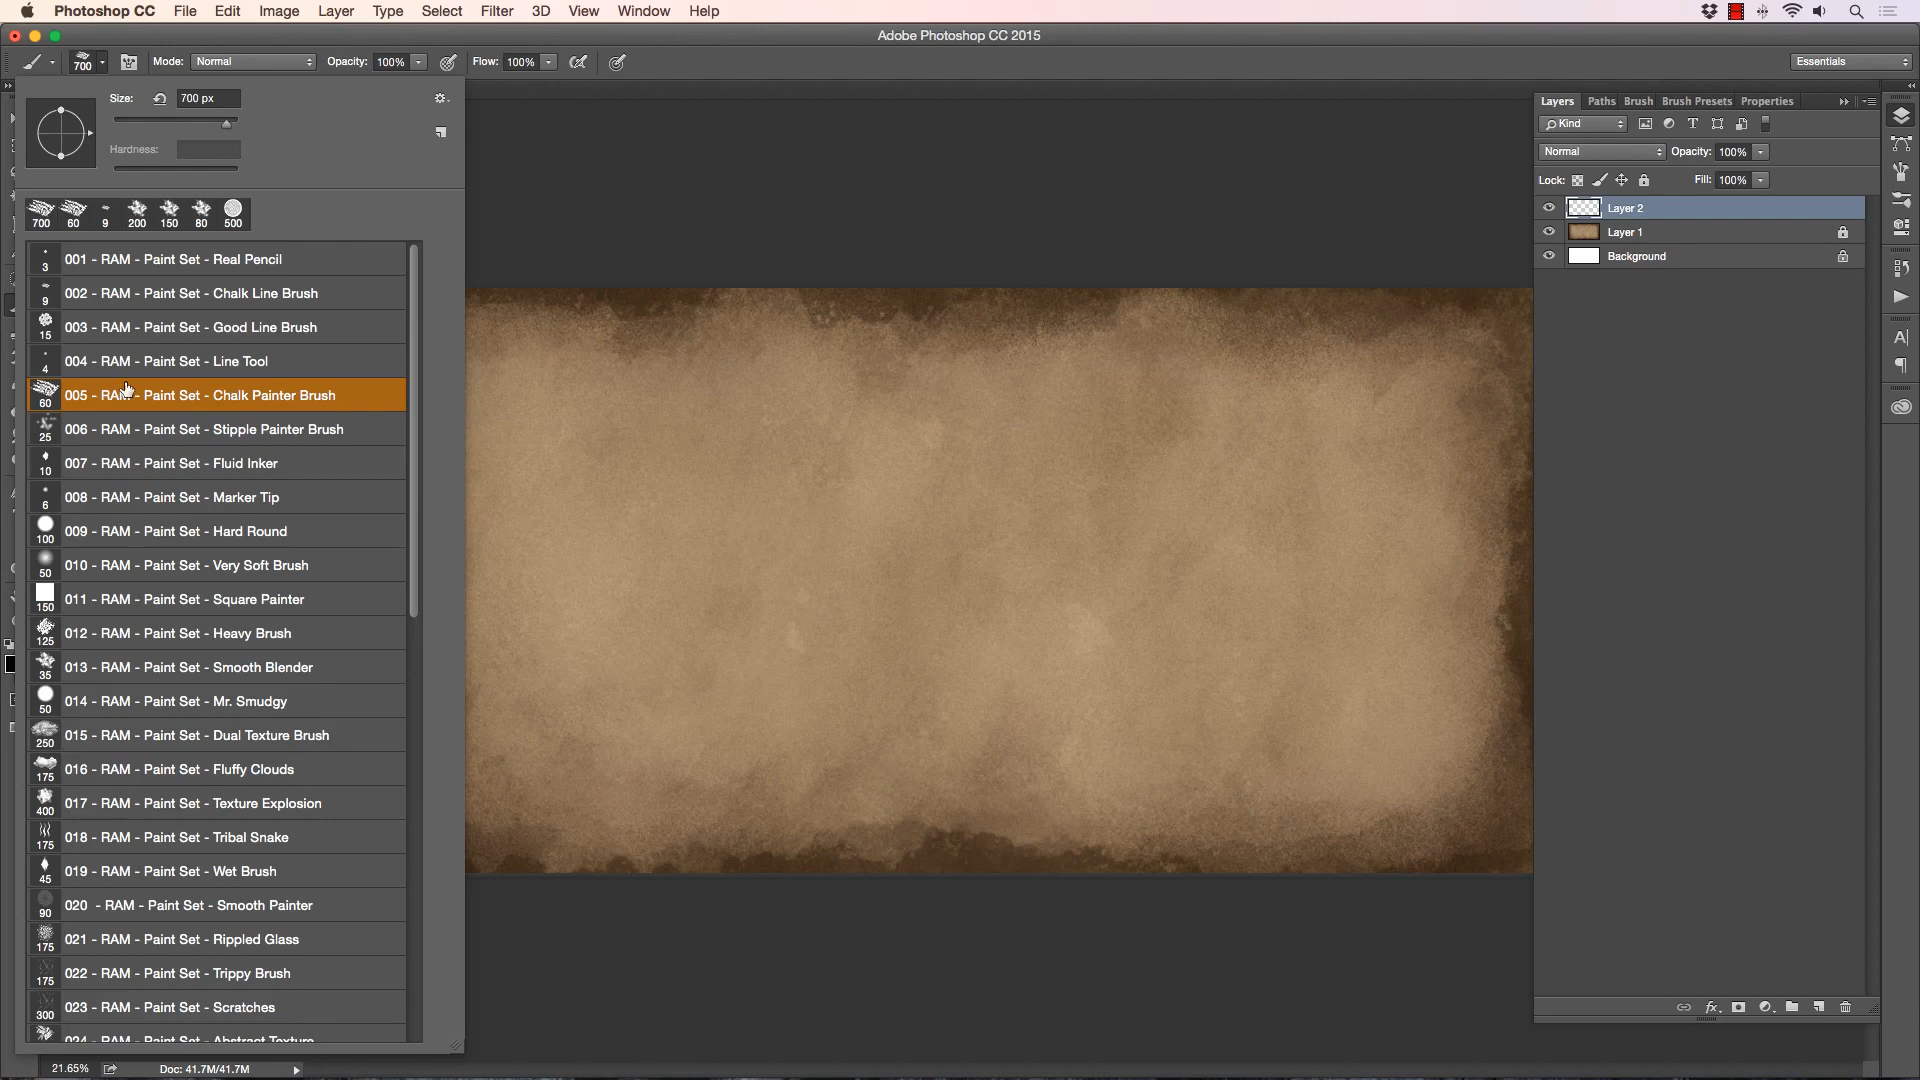 Photoshop CC File Edit Image Layer Type Select Filter 3D View Window Help
Adobe Photoshop CC 2015
700 Mode: Normal Opacity: 100% Flow: 100% Essentials
Size: 700 px
Hardness:
700 60 9 200 150 80 500
3 001 - RAM - Paint Set - Real Pencil
9 002 - RAM - Paint Set - Chalk Line Brush
15 003 - RAM - Paint Set - Good Line Brush
4 004 - RAM - Paint Set - Line Tool
60 005 - RAM - Paint Set - Chalk Painter Brush
25 006 - RAM - Paint Set - Stipple Painter Brush
10 007 - RAM - Paint Set - Fluid Inker
6 008 - RAM - Paint Set - Marker Tip
100 009 - RAM - Paint Set - Hard Round
50 010 - RAM - Paint Set - Very Soft Brush
150 011 - RAM - Paint Set - Square Painter
125 012 - RAM - Paint Set - Heavy Brush
35 013 - RAM - Paint Set - Smooth Blender
50 014 - RAM - Paint Set - Mr. Smudgy
250 015 - RAM - Paint Set - Dual Texture Brush
175 016 - RAM - Paint Set - Fluffy Clouds
400 017 - RAM - Paint Set - Texture Explosion
175 018 - RAM - Paint Set - Tribal Snake
45 019 - RAM - Paint Set - Wet Brush
90 020 - RAM - Paint Set - Smooth Painter
175 021 - RAM - Paint Set - Rippled Glass
175 022 - RAM - Paint Set - Trippy Brush
300 023 - RAM - Paint Set - Scratches
024 - RAM - Paint Set - Abstract Texture
21.65% Doc: 41.7M/41.7M
Layers Paths Brush Brush Presets Properties
Kind
Normal Opacity: 100%
Lock: Fill: 100%
Layer 2
Layer 1
Background